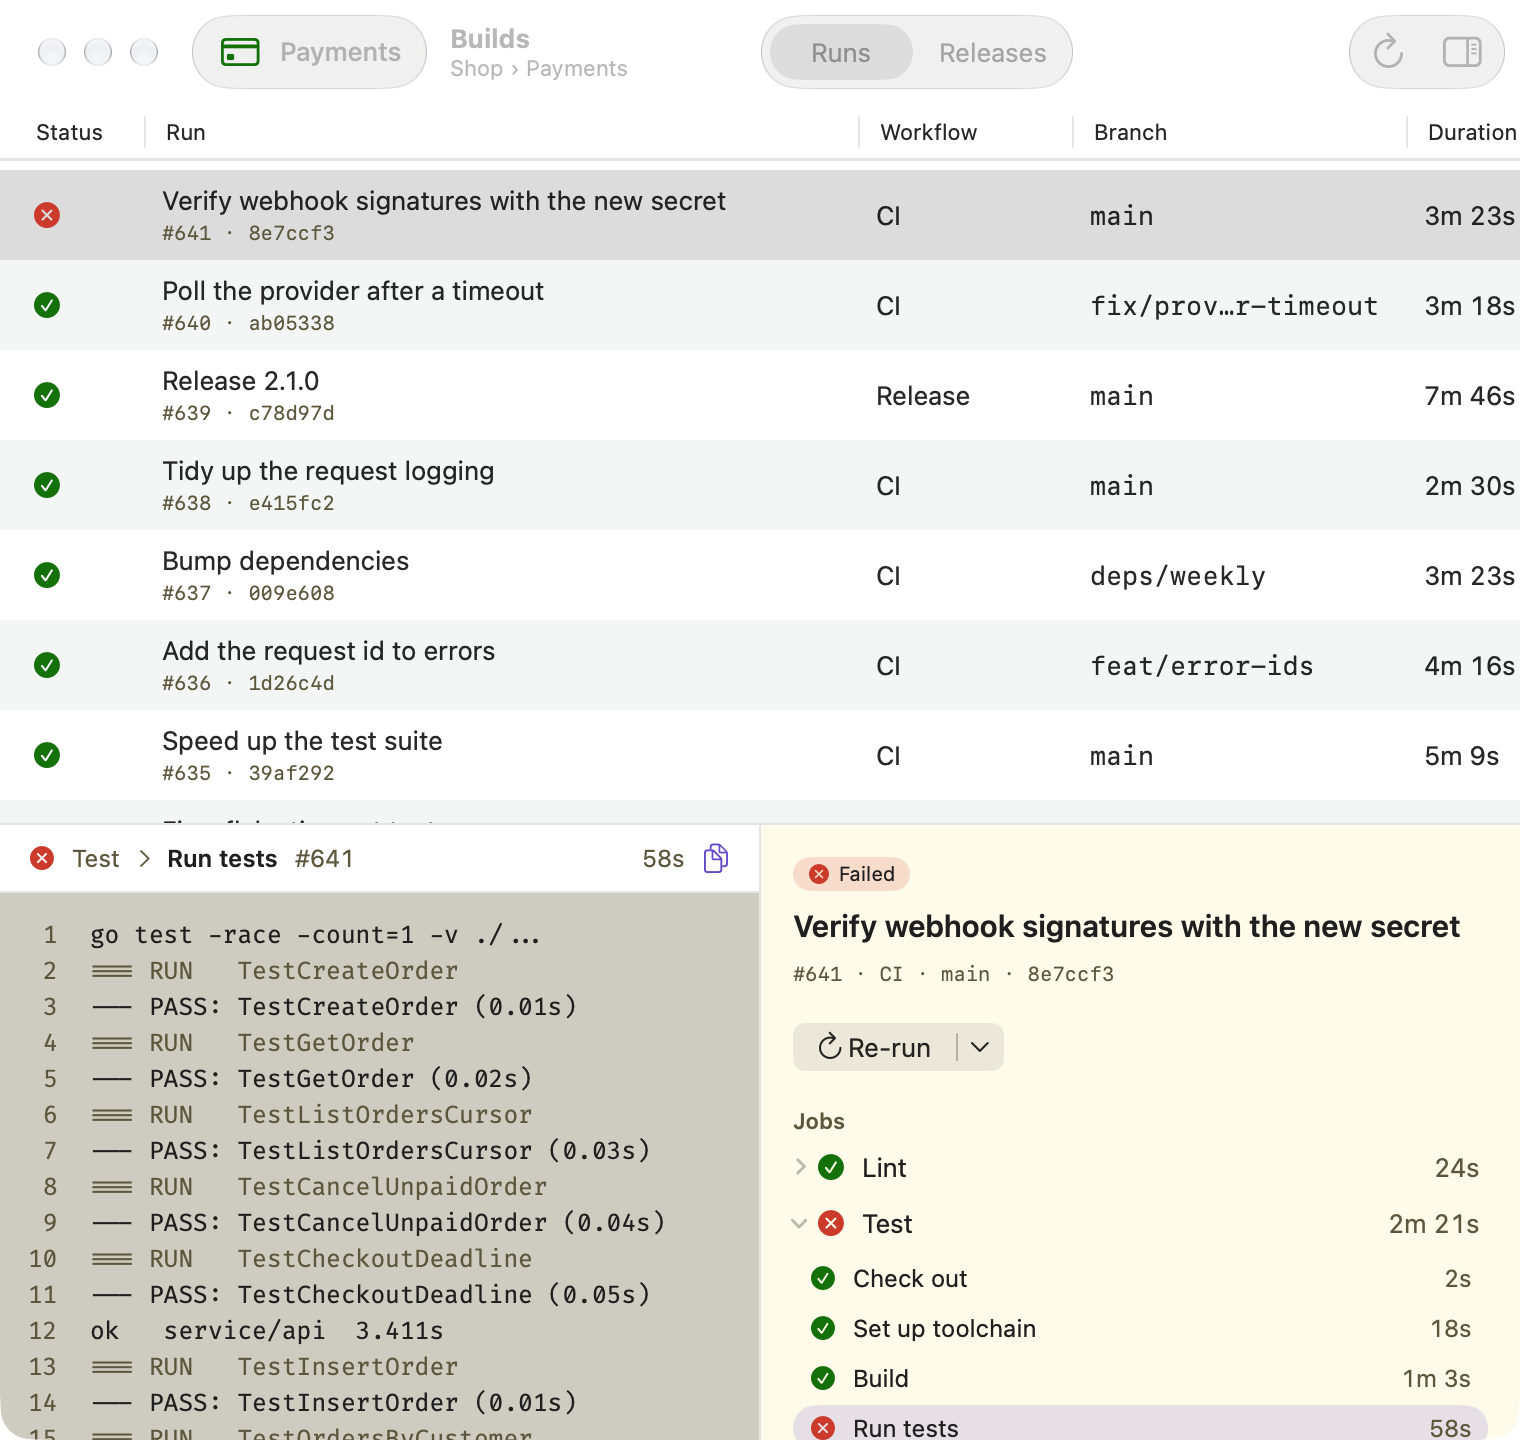 Payments
Builds
Shop › Payments
Runs
Releases
Status
Run
Workflow
Branch
Duration
Verify webhook signatures with the new secret
#641 · 8e7ccf3
CI
main
3m 23s
Poll the provider after a timeout
#640 · ab05338
CI
fix/prov…r-timeout
3m 18s
Release 2.1.0
#639 · c78d97d
Release
main
7m 46s
Tidy up the request logging
#638 · e415fc2
CI
main
2m 30s
Bump dependencies
#637 · 009e608
CI
deps/weekly
3m 23s
Add the request id to errors
#636 · 1d26c4d
CI
feat/error-ids
4m 16s
Speed up the test suite
#635 · 39af292
CI
main
5m 9s
Test > Run tests #641
58s
1 go test -race -count=1 -v ./...
2 === RUN TestCreateOrder
3 --- PASS: TestCreateOrder (0.01s)
4 === RUN TestGetOrder
5 --- PASS: TestGetOrder (0.02s)
6 === RUN TestListOrdersCursor
7 --- PASS: TestListOrdersCursor (0.03s)
8 === RUN TestCancelUnpaidOrder
9 --- PASS: TestCancelUnpaidOrder (0.04s)
10 === RUN TestCheckoutDeadline
11 --- PASS: TestCheckoutDeadline (0.05s)
12 ok service/api 3.411s
13 === RUN TestInsertOrder
14 --- PASS: TestInsertOrder (0.01s)
15 === RUN TestOrdersByCustomer
Failed
Verify webhook signatures with the new secret
#641 · CI · main · 8e7ccf3
Re-run
Jobs
Lint
24s
Test
2m 21s
Check out
2s
Set up toolchain
18s
Build
1m 3s
Run tests
58s